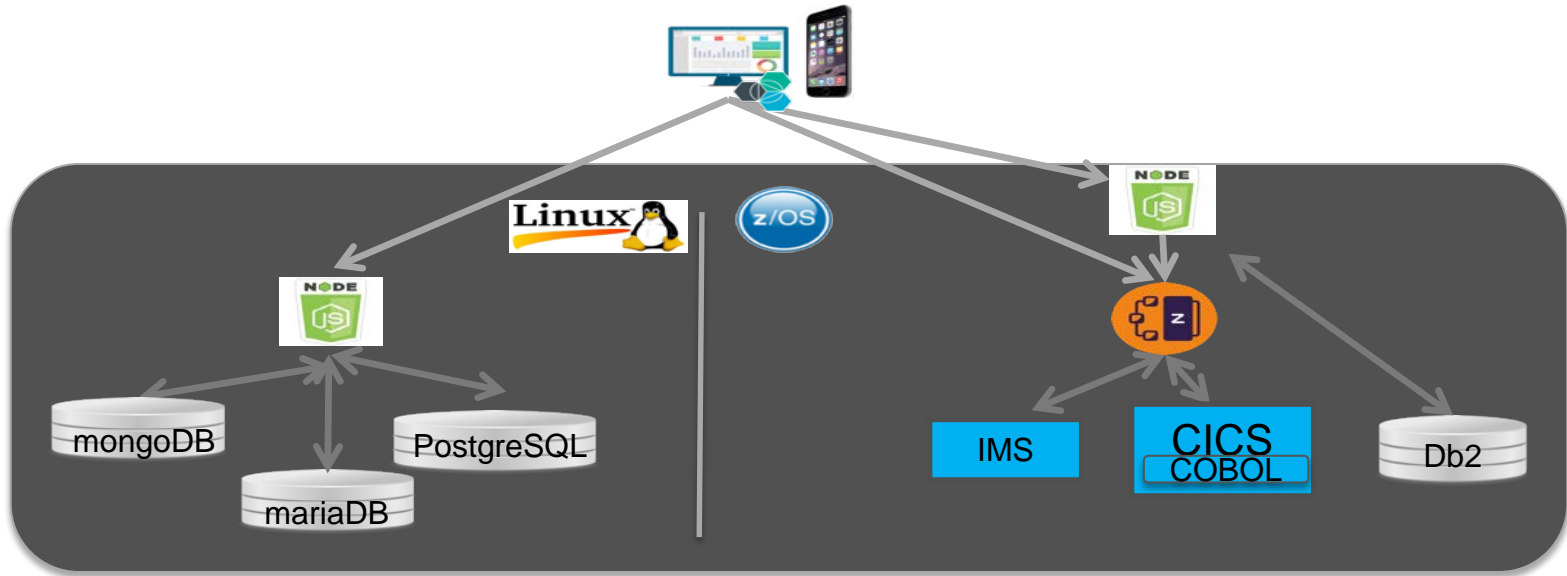 Linux
z/OS
NODE
JS
NODE
JS
Z
mongoDB
PostgreSQL
mariaDB
IMS
CICS
COBOL
Db2